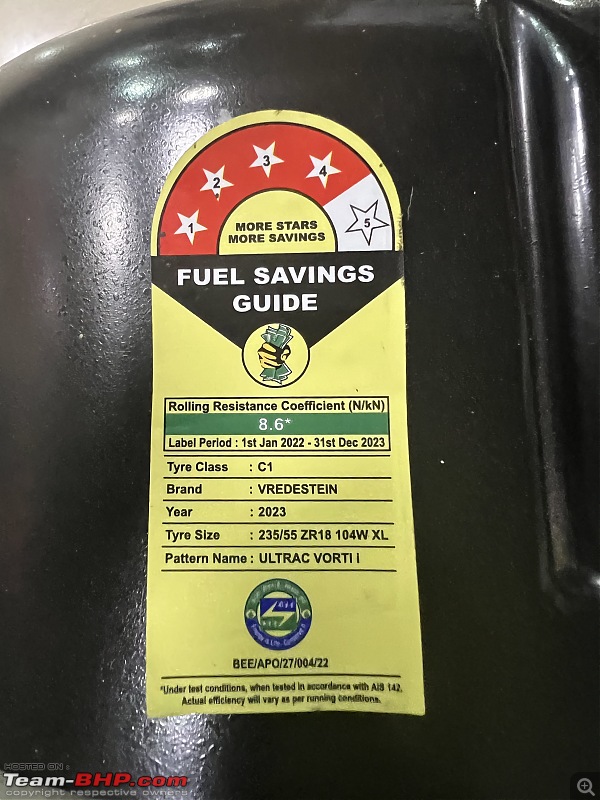 1 2 3 4 5
MORE STARS
MORE SAVINGS
FUEL SAVINGS
GUIDE
Rolling Resistance Coefficient (N/kN)
8.6*
Label Period : 1st Jan 2022 - 31st Dec 2023
Tyre Class : C1
Brand : VREDESTEIN
Year : 2023
Tyre Size : 235/55 ZR18 104W XL
Pattern Name : ULTRAC VORTI i
BEE/APO/27/004/22
*Under test conditions, when tested in accordance with AIS 142.
Actual efficiency will vary as per running conditions.
HOSTED ON :
Team-BHP.com
copyright respective owners